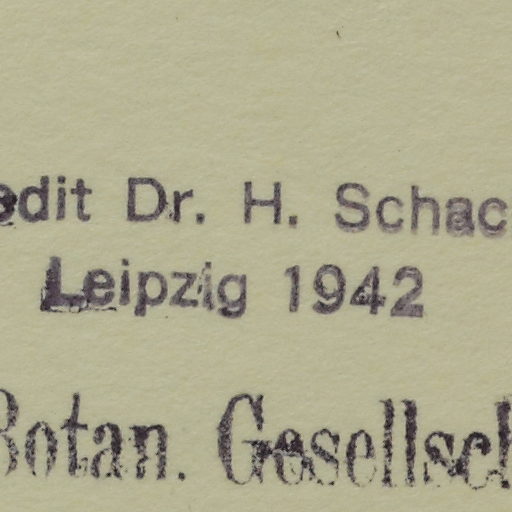 edit Dr. H. Schac
Leipzig 1942
Botan. Gesellsch